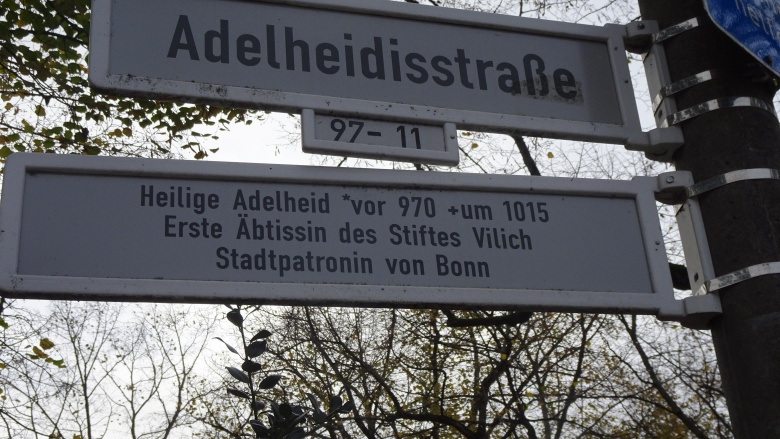 Adelheidisstraße
97- 11
Heilige Adelheid *vor 970 +um 1015
Erste Äbtissin des Stiftes Vilich
Stadtpatronin von Bonn